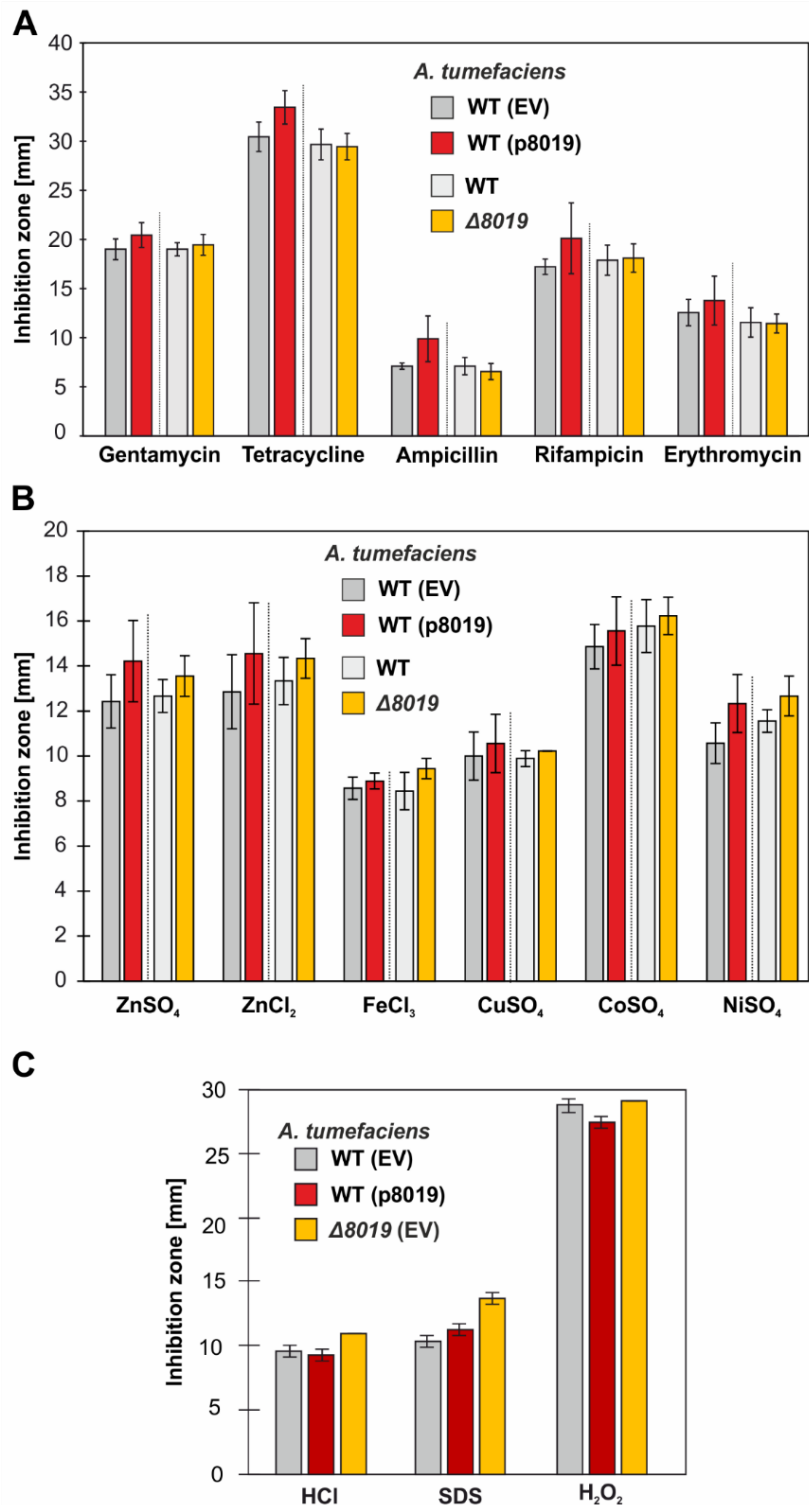 A
40
35
30
25
20
15
10
5
0
Inhibition zone [mm]
A. tumefaciens
WT (EV)
WT (p8019)
WT
Δ8019
Gentamycin Tetracycline Ampicillin Rifampicin Erythromycin
B
20
18
16
14
12
10
8
6
4
2
0
Inhibition zone [mm]
A. tumefaciens
WT (EV)
WT (p8019)
WT
Δ8019
ZnSO₄ ZnCl₂ FeCl₃ CuSO₄ CoSO₄ NiSO₄
C
30
25
20
15
10
5
0
Inhibition zone [mm]
A. tumefaciens
WT (EV)
WT (p8019)
Δ8019 (EV)
HCl SDS H₂O₂